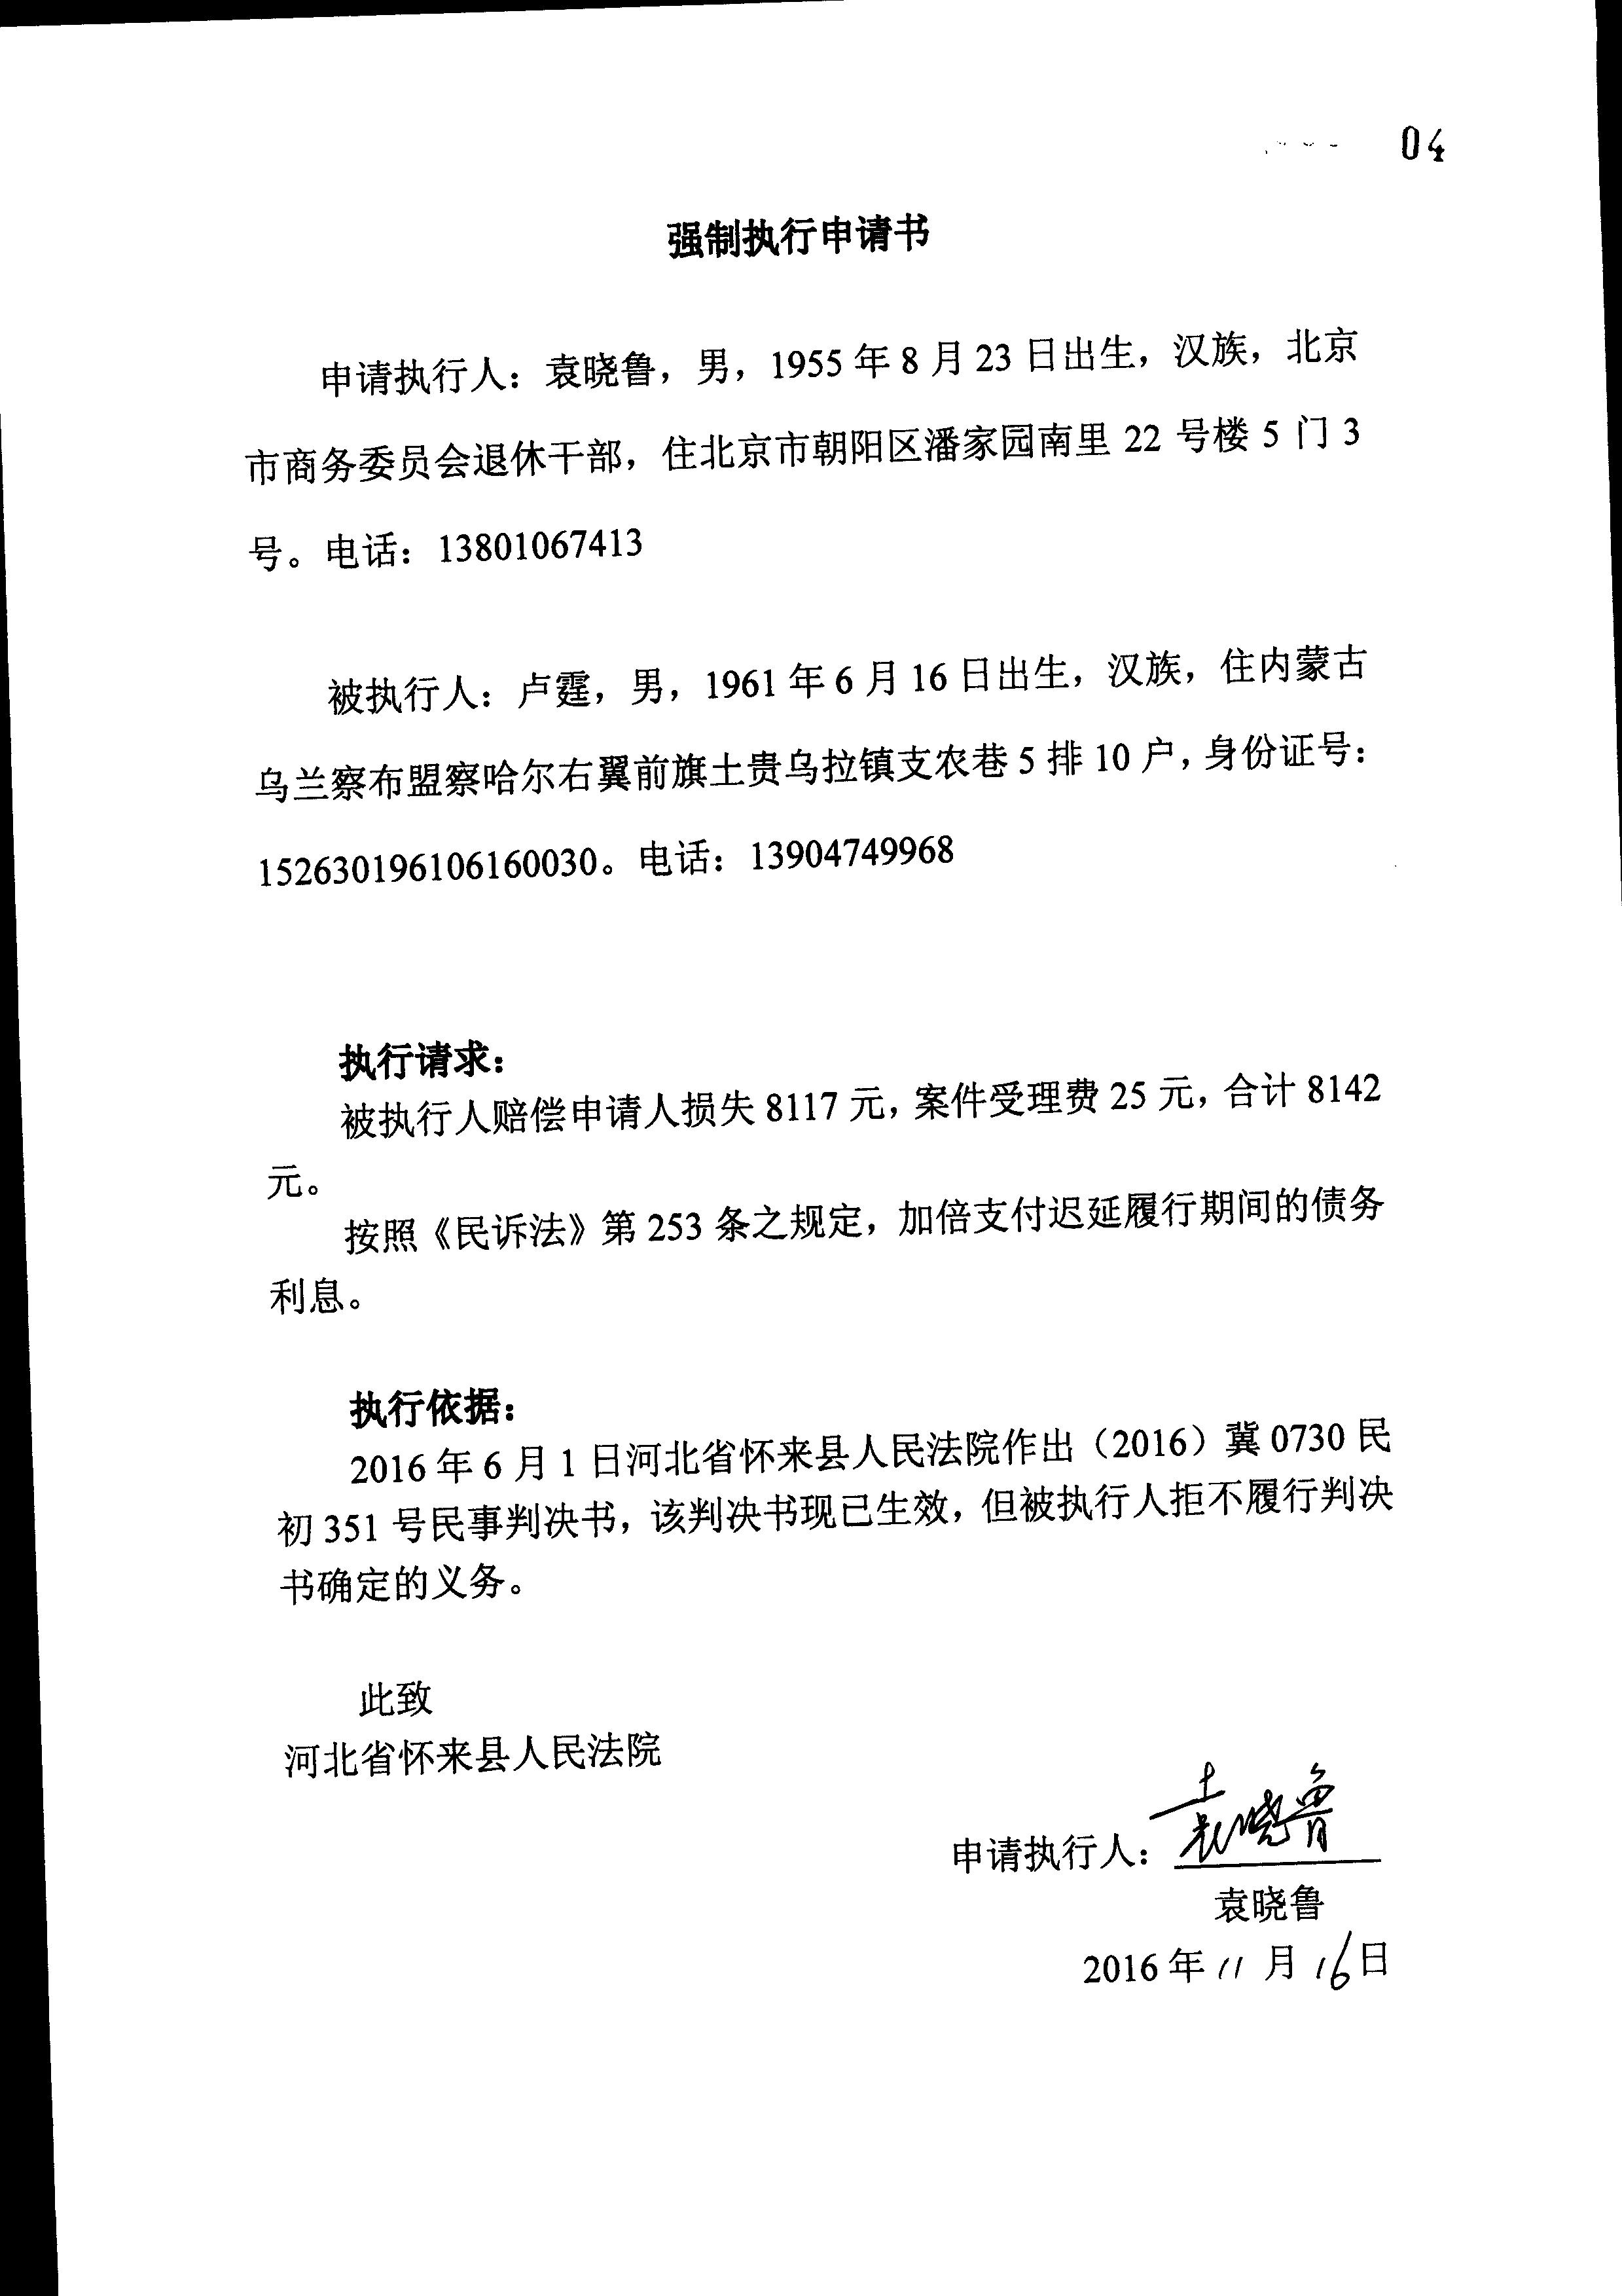 04
强制执行申请书
申请执行人：袁晓鲁，男，1955年8月23日出生，汉族，北京
市商务委员会退休干部，住北京市朝阳区潘家园南里22号楼5门3
号。电话：13801067413
被执行人：卢霆，男，1961年6月16日出生，汉族，住内蒙古
乌兰察布盟察哈尔右翼前旗土贵乌拉镇支农巷5排10户，身份证号：
152630196106160030。电话：13904749968
执行请求：
被执行人赔偿申请人损失8117元，案件受理费25元，合计8142
元。
按照《民诉法》第253条之规定，加倍支付迟延履行期间的债务
利息。
执行依据：
2016年6月1日河北省怀来县人民法院作出（2016）冀0730民
初351号民事判决书，该判决书现已生效，但被执行人拒不履行判决
书确定的义务。
此致
河北省怀来县人民法院
申请执行人：袁晓鲁
袁晓鲁
2016年11月16日